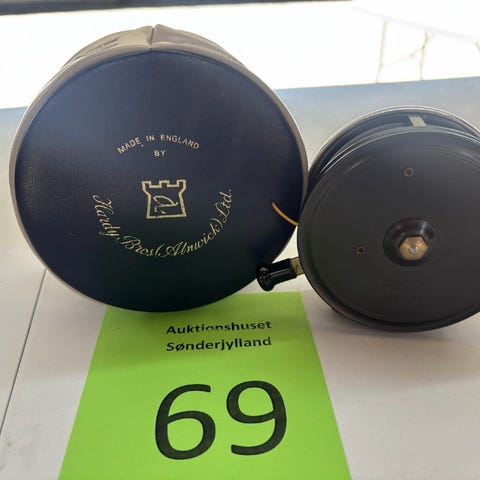 MADE IN ENGLAND
BY
Hardy Bros (Alnwick) Ltd.
Auktionshuset
Sønderjylland
69